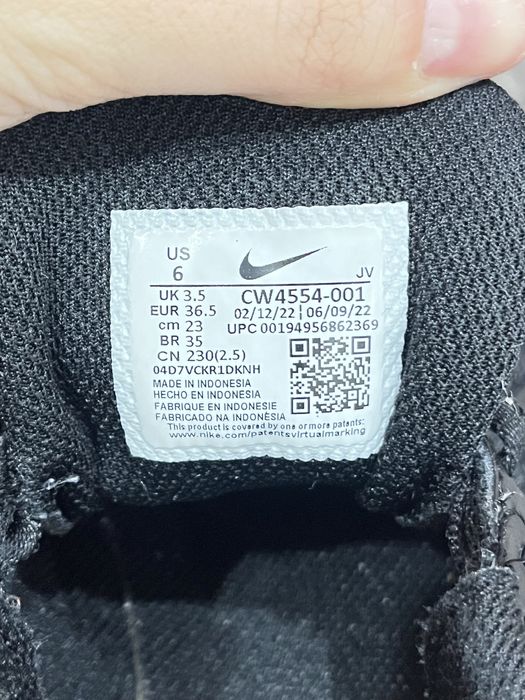 US
6
JV
UK 3.5
EUR 36.5
cm 23
BR 35
CN 230(2.5)
CW4554-001
02/12/22 | 06/09/22
UPC 00194956862369
04D7VCKR1DKNH
MADE IN INDONESIA
HECHO EN INDONESIA
FABRIQUE EN INDONESIE
FABRICADO NA INDONESIA
This product is covered by one or more patents:
www.nike.com/patentsvirtualmarking